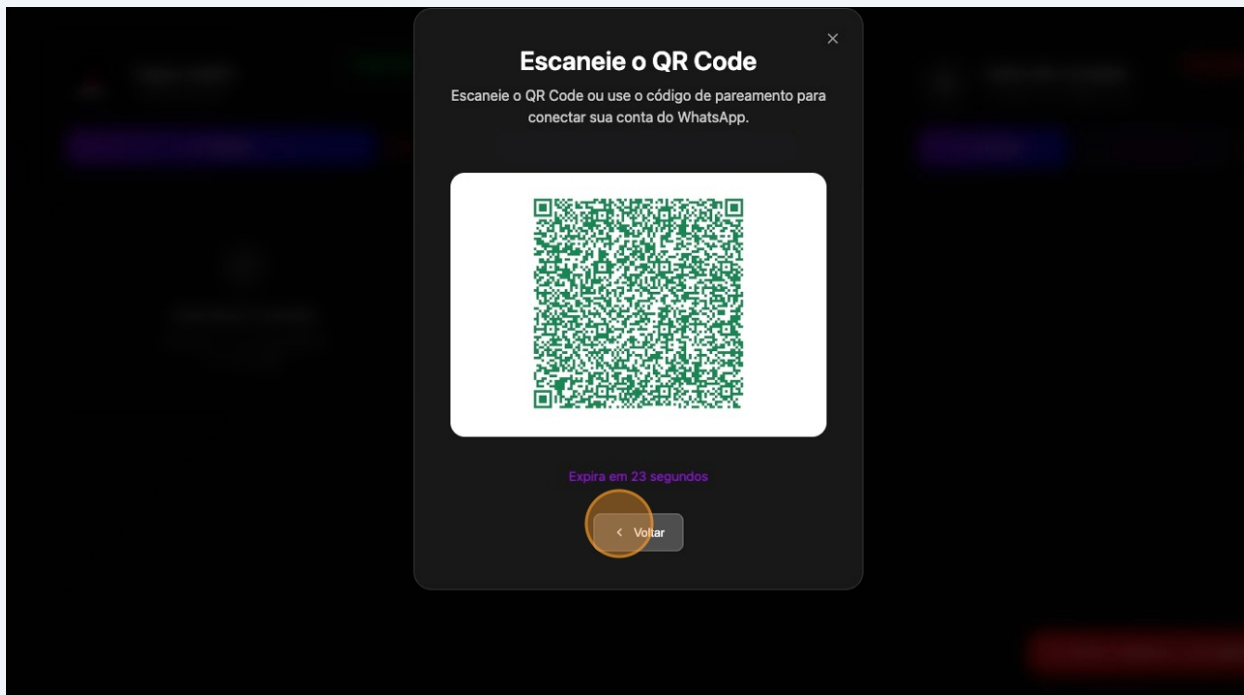 Escaneie o QR Code
Escaneie o QR Code ou use o código de pareamento para
conectar sua conta do WhatsApp.
Expira em 23 segundos
Voltar